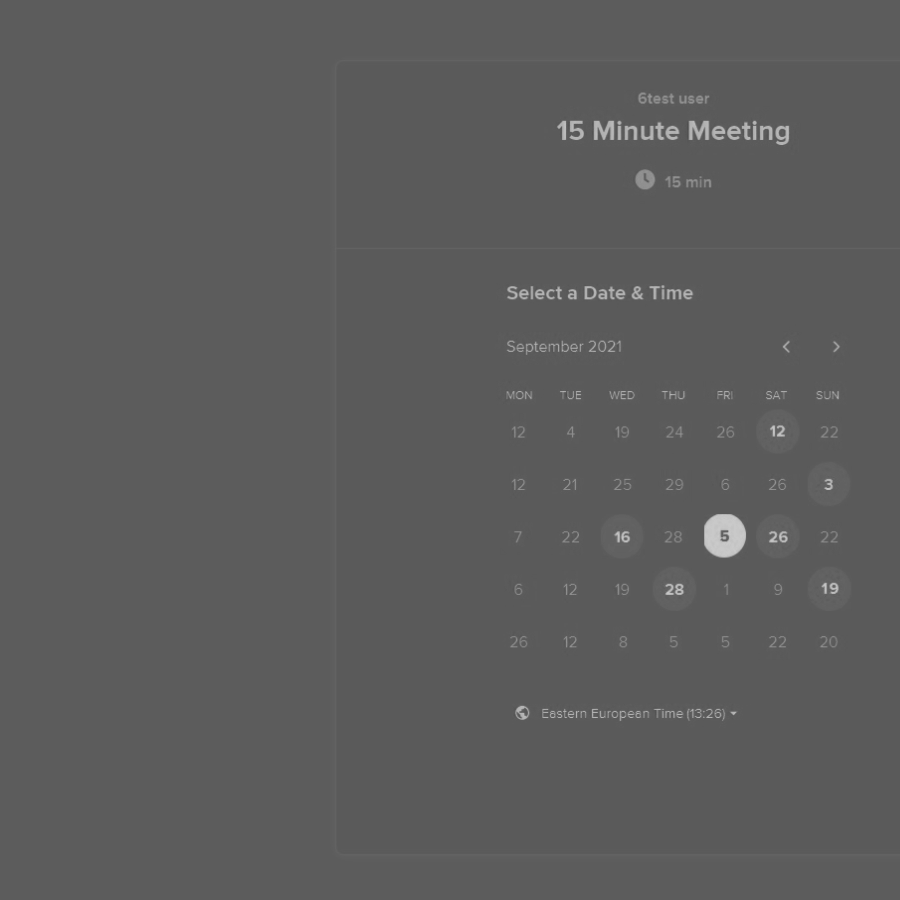 6test user
15 Minute Meeting
15 min
Select a Date & Time
September 2021
MON TUE WED THU FRI SAT SUN
12 4 19 24 26 12 22
12 21 25 29 6 26 3
7 22 16 28 5 26 22
6 12 19 28 1 9 19
26 12 8 5 5 22 20
Eastern European Time (13:26)